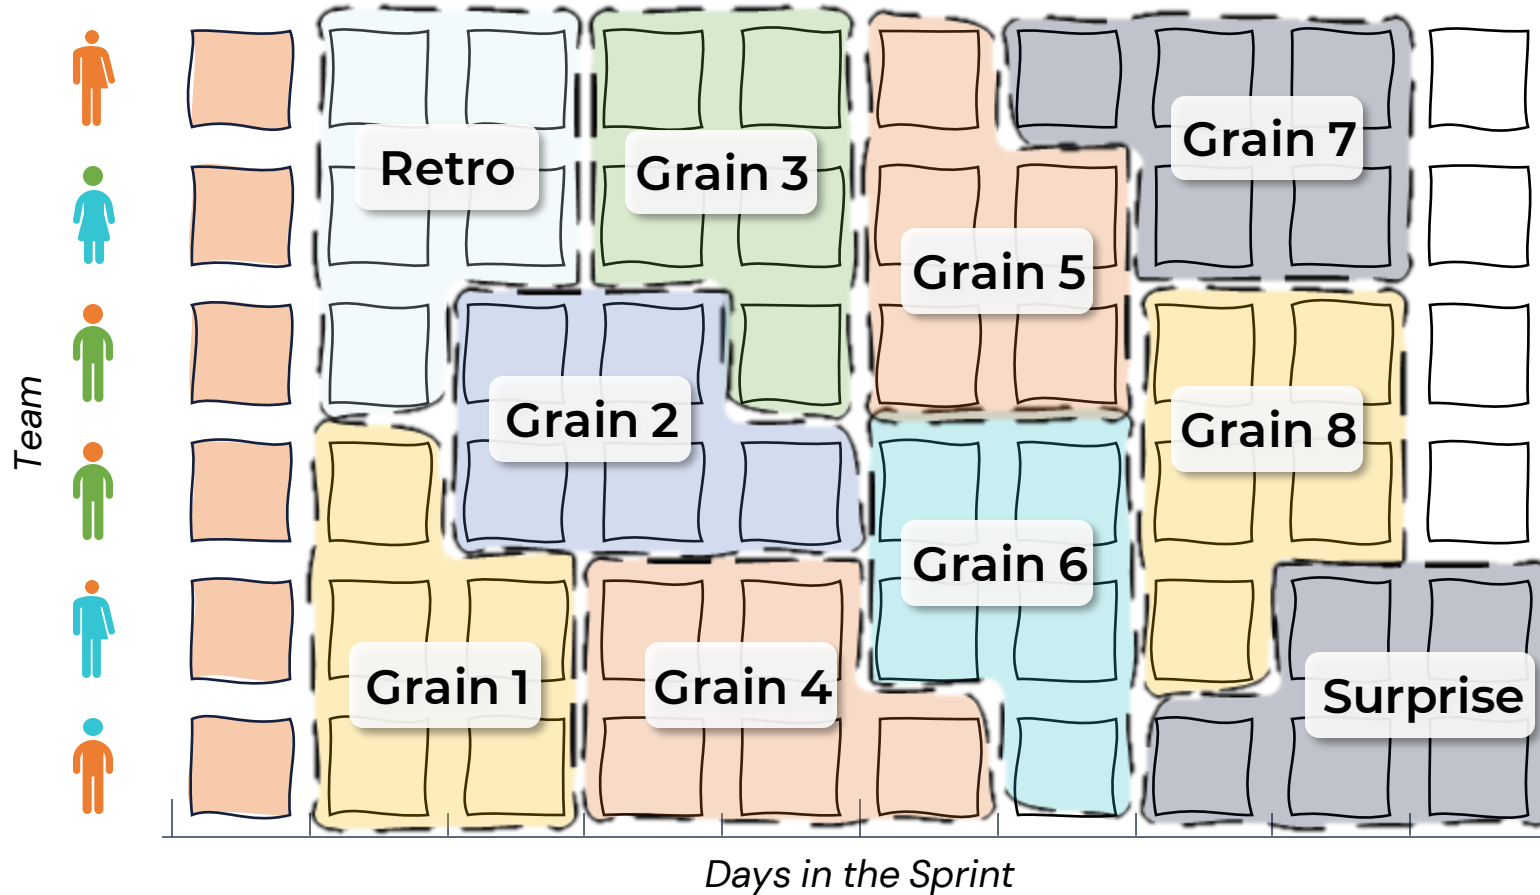 Retro
Grain 3
Grain 7
Grain 5
Grain 2
Grain 8
Grain 6
Grain 1
Grain 4
Surprise
Team
Days in the Sprint